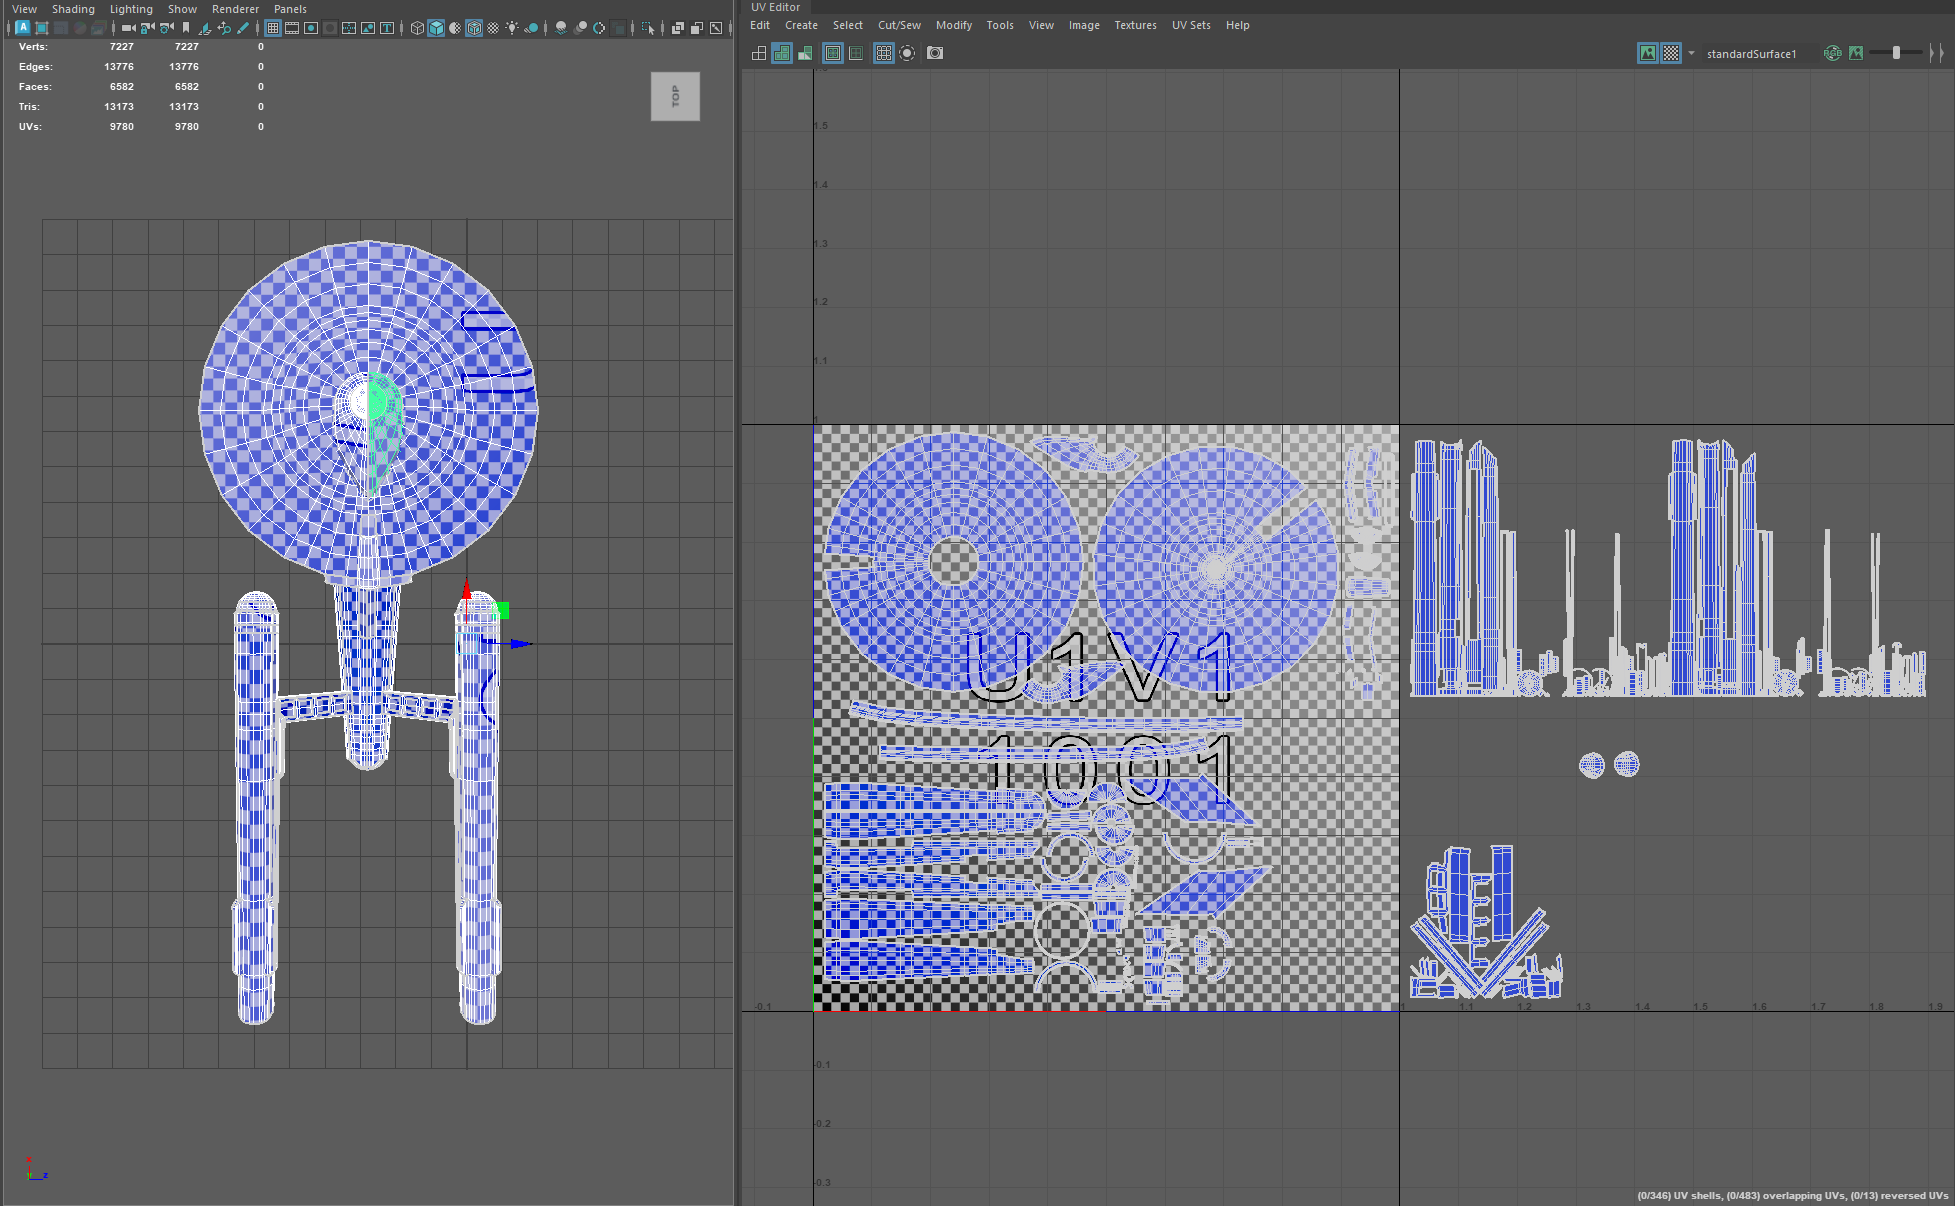 View Shading Lighting Show Renderer Panels
Verts: 7227 7227 0
Edges: 13776 13776 0
Faces: 6582 6582 0
Tris: 13173 13173 0
UVs: 9780 9780 0
TOP
x
y
z
UV Editor
Edit Create Select Cut/Sew Modify Tools View Image Textures UV Sets Help
standardSurface1
1.5
1.4
1.3
1.2
1.1
1
U1V1
1001
-0.1
1 1.1 1.2 1.3 1.4 1.5 1.6 1.7 1.8 1.9
-0.1
-0.2
-0.3
(0/346) UV shells, (0/483) overlapping UVs, (0/13) reversed UVs